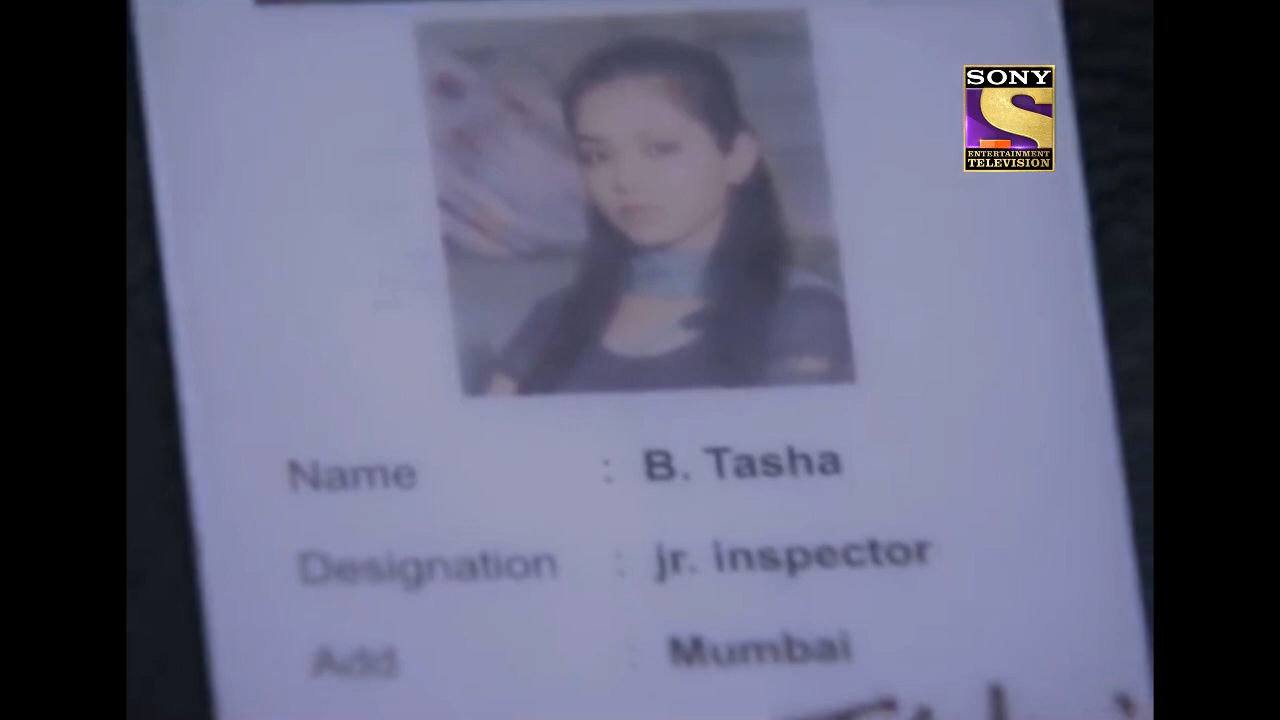 SONY
ENTERTAINMENT
TELEVISION
Name : B. Tasha
Designation : jr. inspector
Add : Mumbai